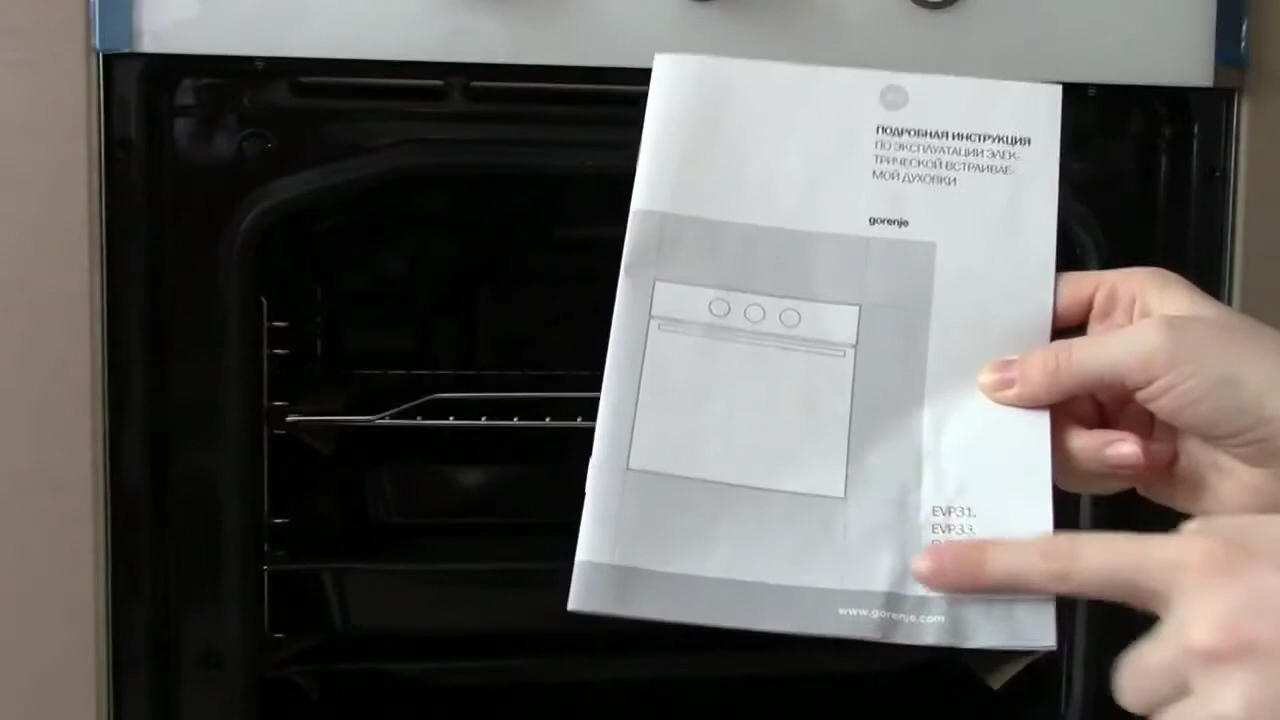 ПОДРОБНАЯ ИНСТРУКЦИЯ
ПО ЭКСПЛУАТАЦИИ ЭЛЕК-
ТРИЧЕСКОЙ ВСТРАИВАЕ-
МОЙ ДУХОВКИ
gorenje
EVP31.
EVP33.
www.gorenje.com